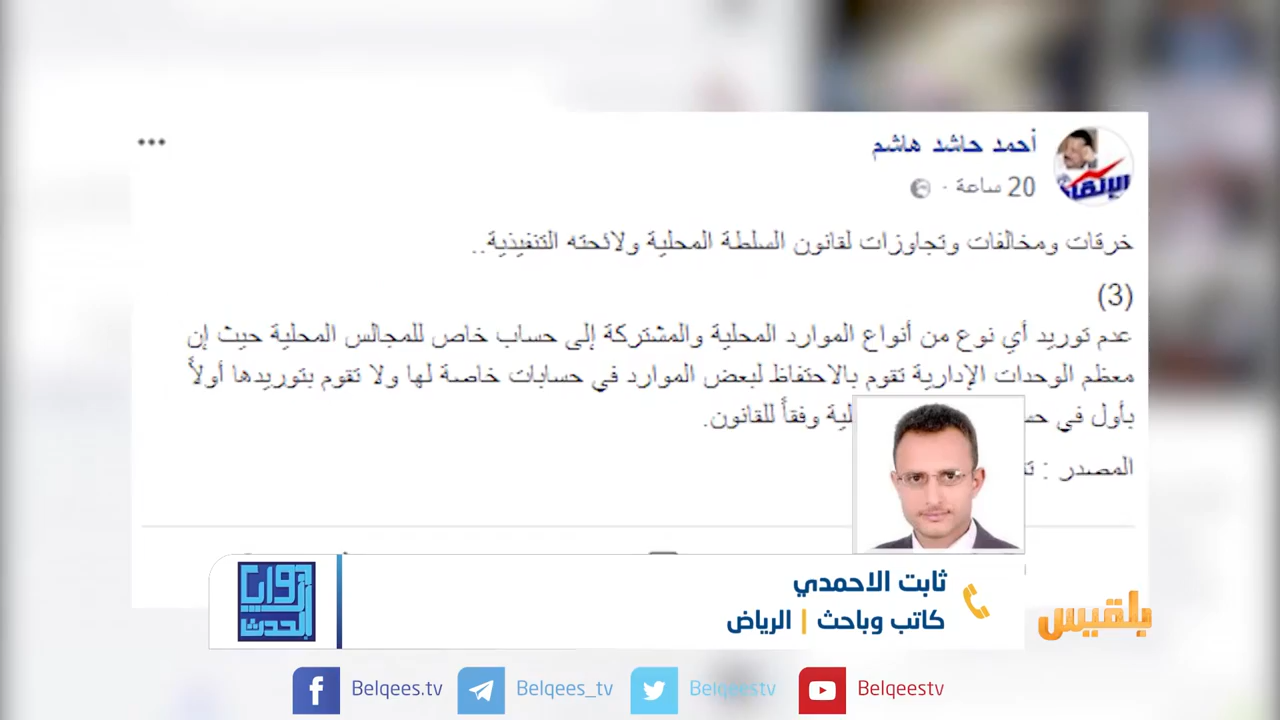 أحمد حاشد هاشم
20 ساعة ·
الإنقاذ
خرقات ومخالفات وتجاوزات لقانون السلطة المحلية ولائحته التنفيذية..
(3)
عدم توريد أي نوع من أنواع الموارد المحلية والمشتركة إلى حساب خاص للمجالس المحلية حيث إن
معظم الوحدات الإدارية تقوم بالاحتفاظ لبعض الموارد في حسابات خاصة لها ولا تقوم بتوريدها أولاً
بأول في وفقاً للقانون.
المصدر :
ثابت الاحمدي
كاتب وباحث | الرياض
زوايا الحدث
بلقيس
Belqees.tv
Belqees_tv
Belqeestv
Belqeestv